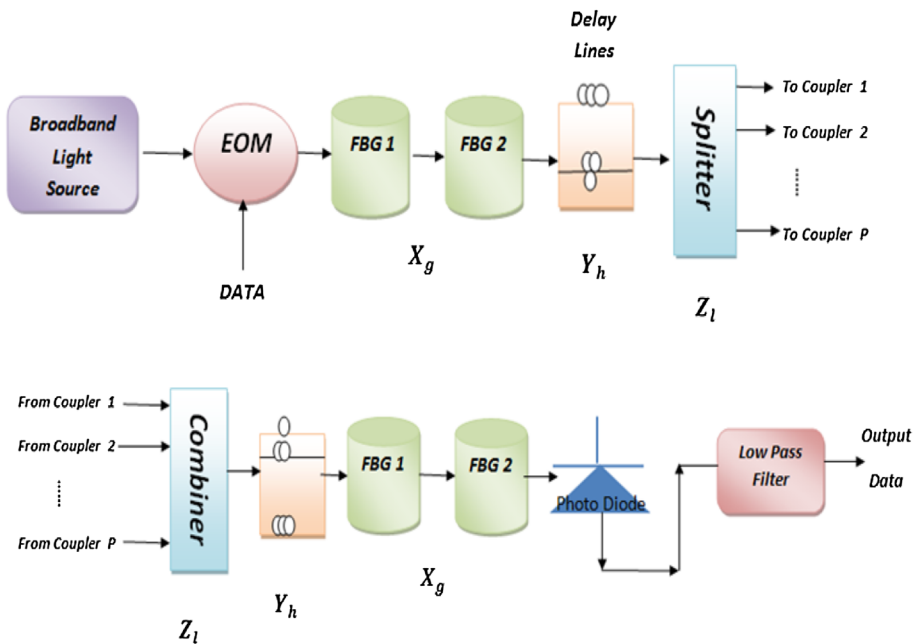 Delay
Lines
Broadband
Light
Source
EOM
FBG 1
FBG 2
Splitter
To Coupler 1
To Coupler 2
To Coupler P
DATA
X_g
Y_h
Z_l
From Coupler 1
From Coupler 2
From Coupler P
Combiner
FBG 1
FBG 2
Photo Diode
Low Pass
Filter
Output
Data
Y_h
X_g
Z_l